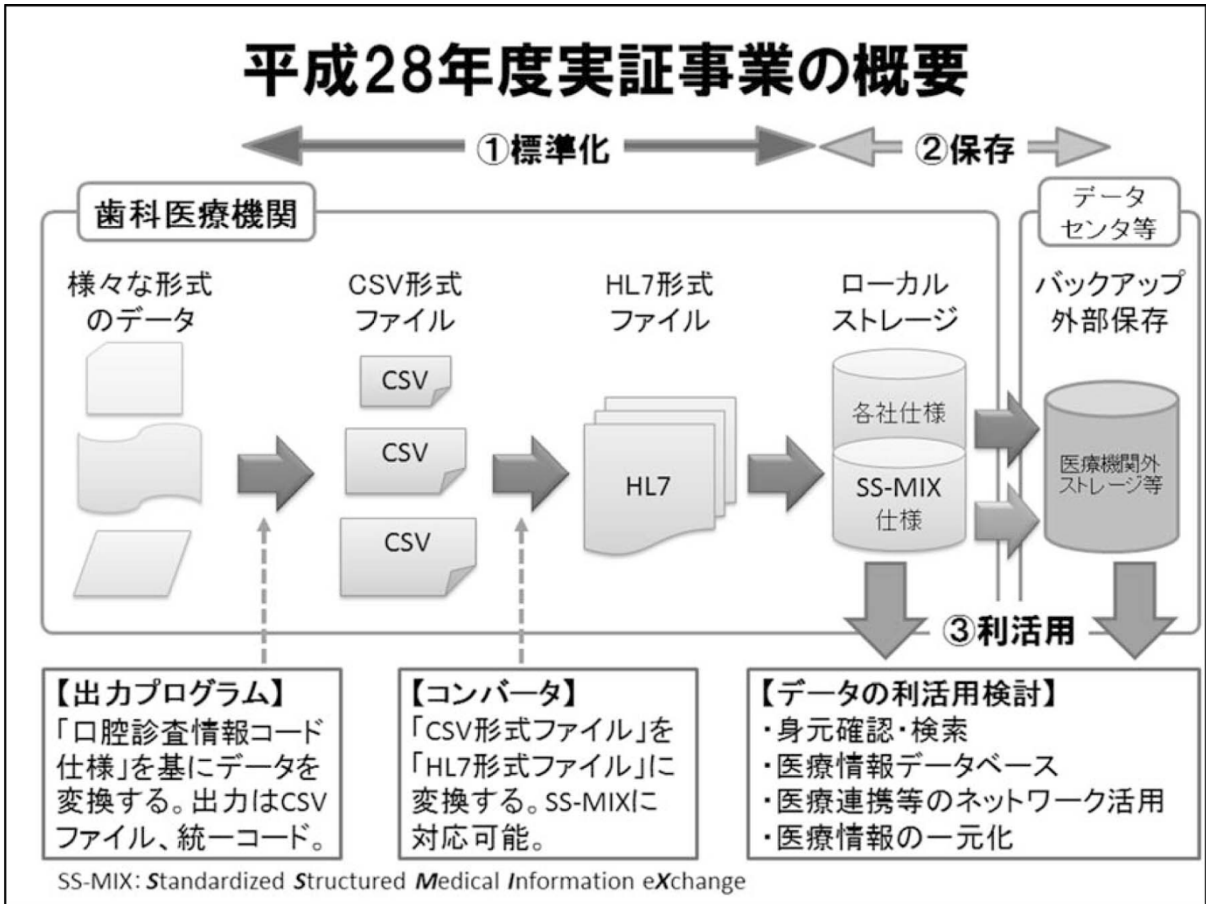 平成28年度実証事業の概要
①標準化
②保存
歯科医療機関
データ
センタ等
様々な形式
のデータ
CSV形式
ファイル
HL7形式
ファイル
ローカル
ストレージ
バックアップ
外部保存
CSV
CSV
CSV
HL7
各社仕様
SS-MIX
仕様
医療機関外
ストレージ等
③利活用
【出力プログラム】
「口腔診査情報コード
仕様」を基にデータを
変換する。出力はCSV
ファイル、統一コード。
【コンバータ】
「CSV形式ファイル」を
「HL7形式ファイル」に
変換する。SS-MIXに
対応可能。
【データの利活用検討】
・身元確認・検索
・医療情報データベース
・医療連携等のネットワーク活用
・医療情報の一元化
SS-MIX: Standardized Structured Medical Information eXchange